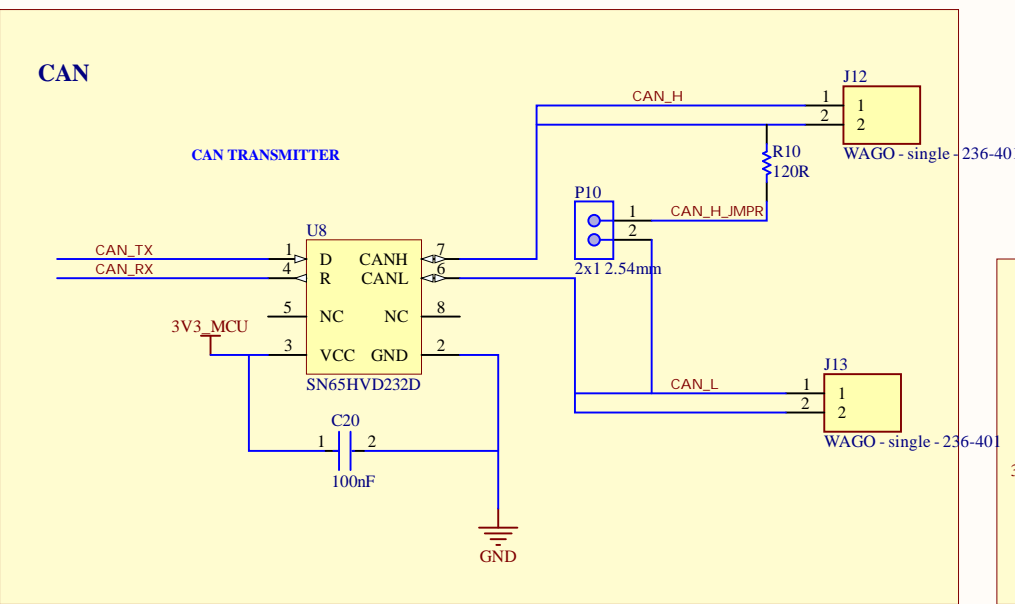 CAN
CAN TRANSMITTER
CAN_H
J12
1
1
2
2
WAGO - single - 236-401
R10
120R
P10
1
CAN_H_JMPR
2
2x1 2.54mm
U8
CAN_TX
1
D
CANH
7
CAN_RX
4
R
CANL
6
5
NC
NC
8
3V3_MCU
3
VCC
GND
2
SN65HVD232D
C20
1
2
100nF
GND
J13
CAN_L
1
1
2
2
WAGO - single - 236-401